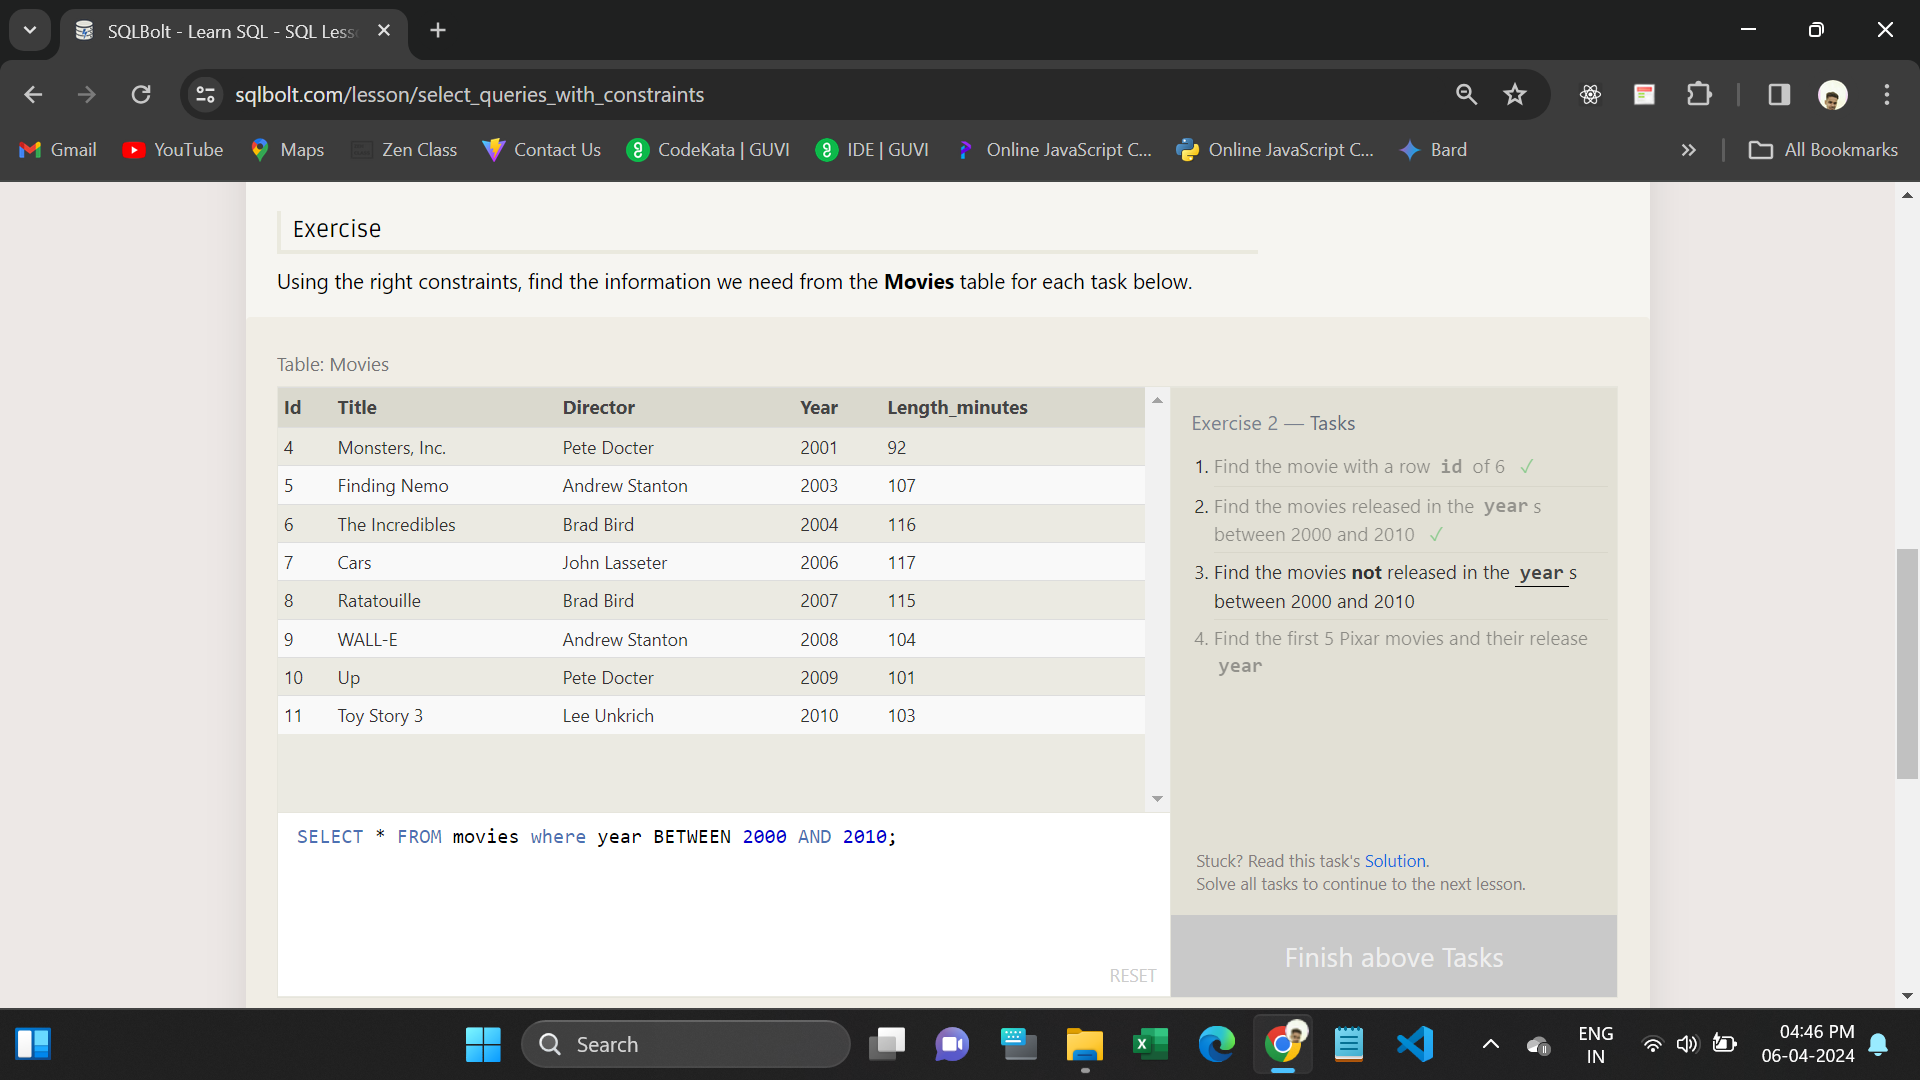 SQLBolt - Learn SQL - SQL Less
sqlbolt.com/lesson/select_queries_with_constraints
Gmail YouTube Maps Zen Class Contact Us CodeKata | GUVI IDE | GUVI Online JavaScript C... Online JavaScript C... Bard » All Bookmarks
Exercise
Using the right constraints, find the information we need from the Movies table for each task below.
Table: Movies
Id Title Director Year Length_minutes
4 Monsters, Inc. Pete Docter 2001 92
5 Finding Nemo Andrew Stanton 2003 107
6 The Incredibles Brad Bird 2004 116
7 Cars John Lasseter 2006 117
8 Ratatouille Brad Bird 2007 115
9 WALL-E Andrew Stanton 2008 104
10 Up Pete Docter 2009 101
11 Toy Story 3 Lee Unkrich 2010 103
SELECT * FROM movies where year BETWEEN 2000 AND 2010;
RESET
Exercise 2 — Tasks
1. Find the movie with a row id of 6 ✓
2. Find the movies released in the year s
between 2000 and 2010 ✓
3. Find the movies not released in the year s
between 2000 and 2010
4. Find the first 5 Pixar movies and their release
year
Stuck? Read this task's Solution.
Solve all tasks to continue to the next lesson.
Finish above Tasks
Search
ENG
IN
04:46 PM
06-04-2024